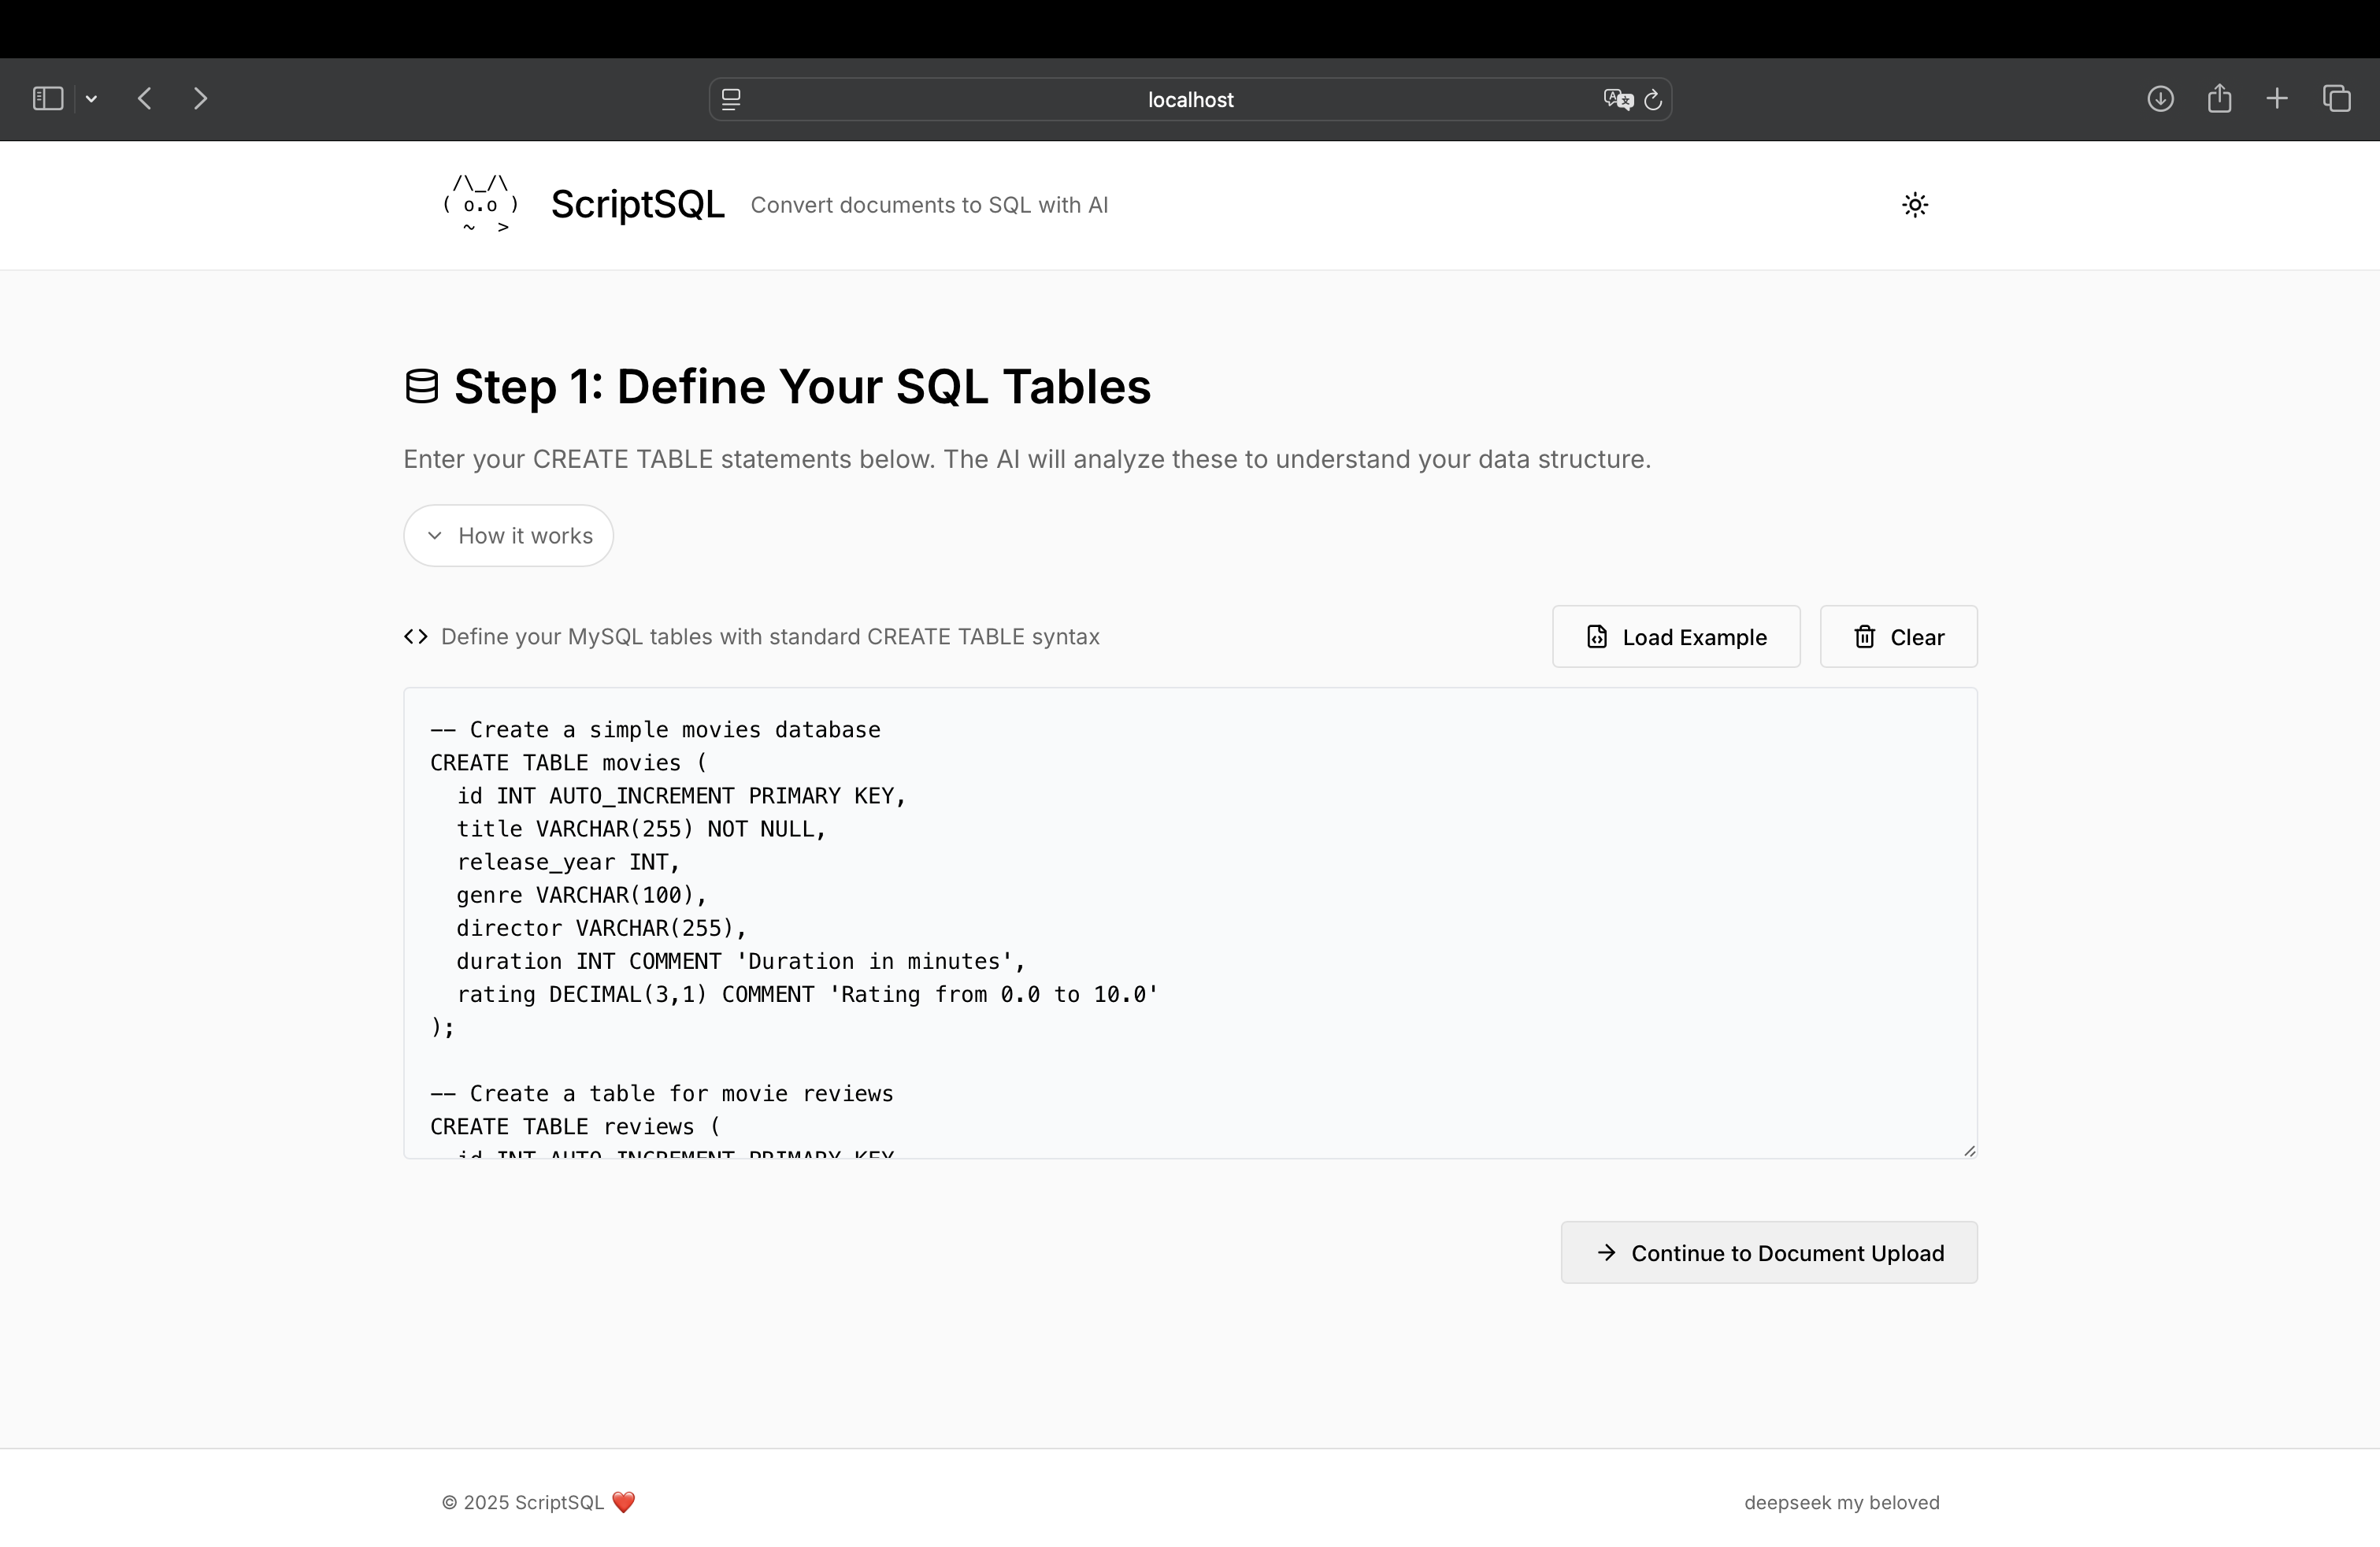 localhost
/\_/\
( o.o )
~ >
ScriptSQL
Convert documents to SQL with AI
Step 1: Define Your SQL Tables
Enter your CREATE TABLE statements below. The AI will analyze these to understand your data structure.
How it works
Define your MySQL tables with standard CREATE TABLE syntax
Load Example
Clear
-- Create a simple movies database
CREATE TABLE movies (
  id INT AUTO_INCREMENT PRIMARY KEY,
  title VARCHAR(255) NOT NULL,
  release_year INT,
  genre VARCHAR(100),
  director VARCHAR(255),
  duration INT COMMENT 'Duration in minutes',
  rating DECIMAL(3,1) COMMENT 'Rating from 0.0 to 10.0'
);
-- Create a table for movie reviews
CREATE TABLE reviews (
  id INT AUTO_INCREMENT PRIMARY KEY
Continue to Document Upload
© 2025 ScriptSQL ❤️
deepseek my beloved